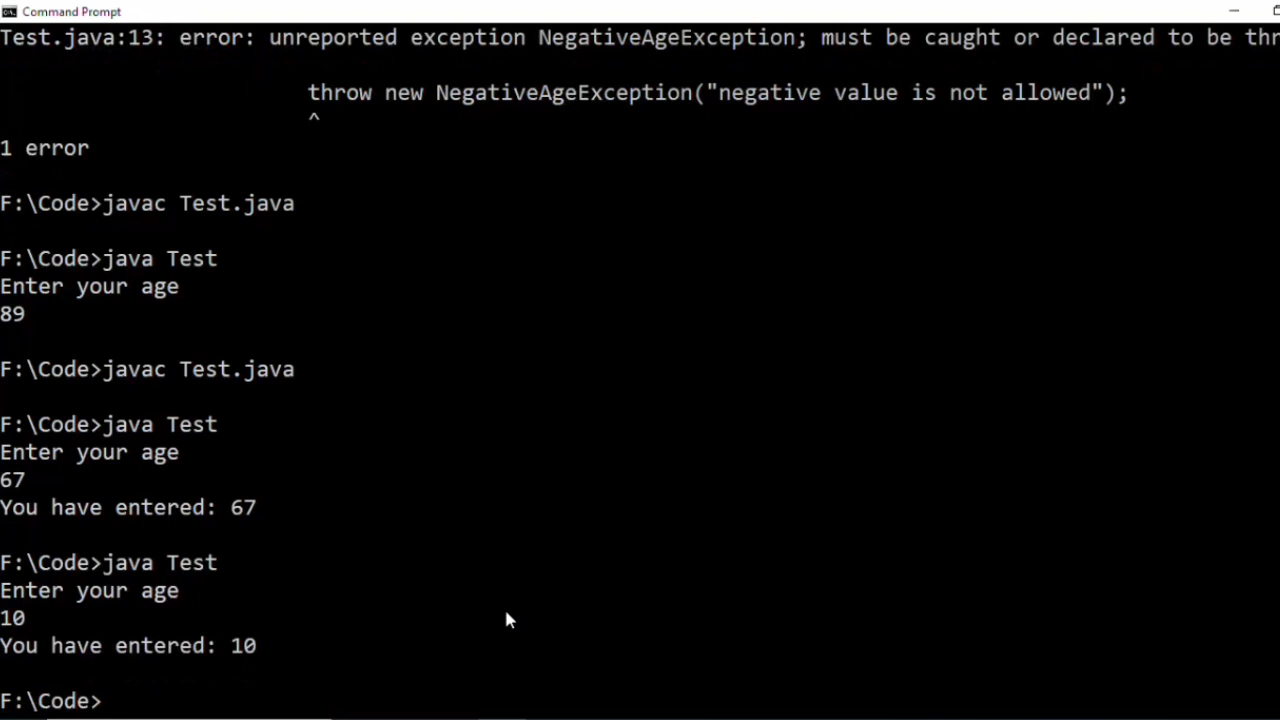 Command Prompt
Test.java:13: error: unreported exception NegativeAgeException; must be caught or declared to be thr
throw new NegativeAgeException("negative value is not allowed");
^
1 error
F:\Code>javac Test.java
F:\Code>java Test
Enter your age
89
F:\Code>javac Test.java
F:\Code>java Test
Enter your age
67
You have entered: 67
F:\Code>java Test
Enter your age
10
You have entered: 10
F:\Code>